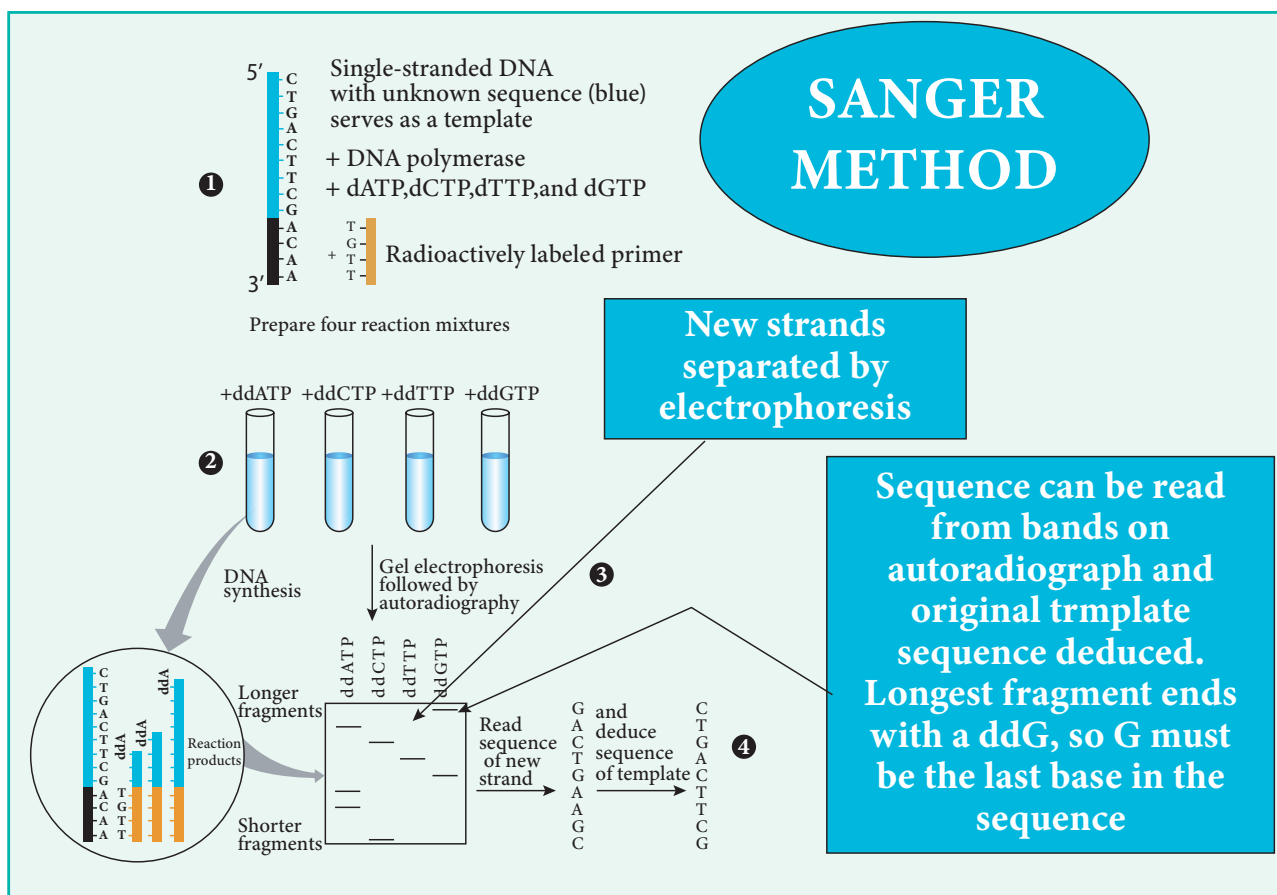 SANGER
METHOD
5′
C
T
G
A
C
T
T
C
G
A
C
A
A
3′
Single-stranded DNA
with unknown sequence (blue)
serves as a template
+ DNA polymerase
+ dATP,dCTP,dTTP,and dGTP
1
T
G
T
T
+
Radioactively labeled primer
Prepare four reaction mixtures
New strands
separated by
electrophoresis
+ddATP +ddCTP +ddTTP +ddGTP
2
DNA
synthesis
Gel electrophoresis
followed by
autoradiography
3
Sequence can be read
from bands on
autoradiograph and
original trmplate
sequence deduced.
Longest fragment ends
with a ddG, so G must
be the last base in the
sequence
C
T
G
A
C
T
T
C
G
A
C
A
A
T
G
T
T
ddA
ddA
ddA
Reaction
products
ddATP
ddCTP
ddTTP
ddGTP
Longer
fragments
Shorter
fragments
Read
sequence
of new
strand
G
A
C
T
G
A
A
G
C
and
deduce
sequence
of template
C
T
G
A
C
T
T
C
G
4